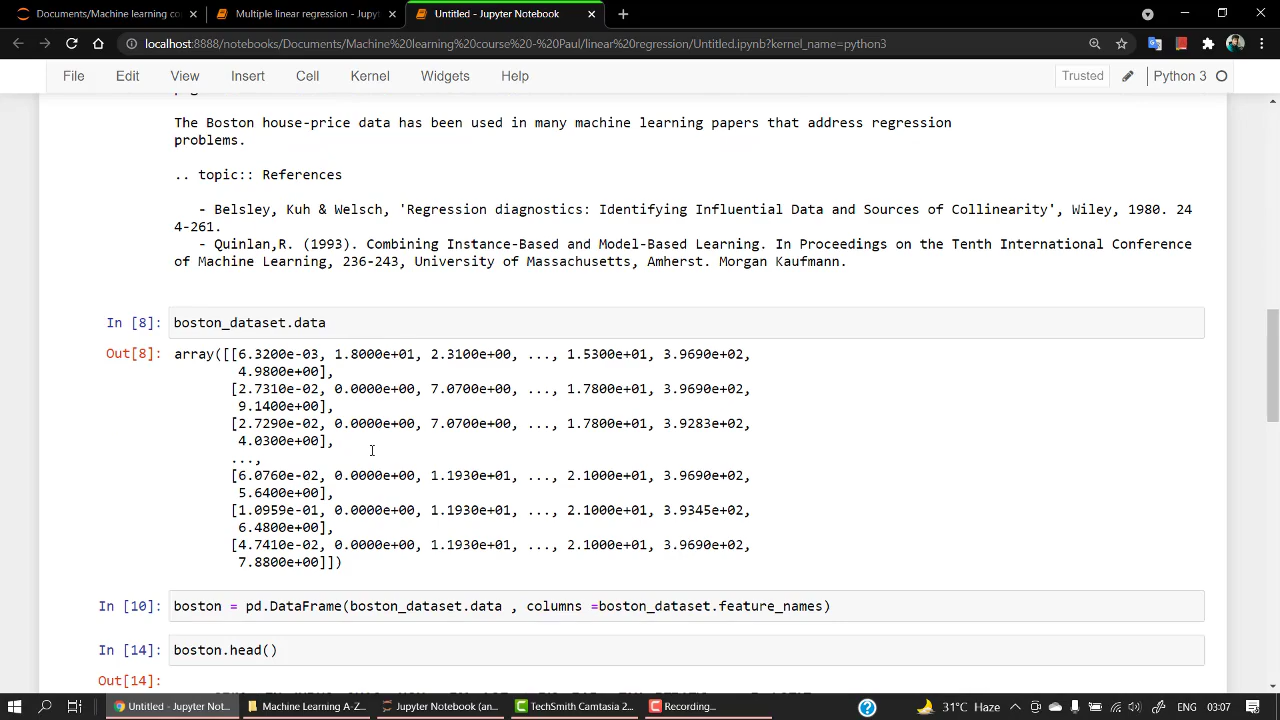 Documents/Machine learning co
Multiple linear regression - Jupyt
Untitled - Jupyter Notebook
localhost:8888/notebooks/Documents/Machine%20learning%20course%20-%20Paul/linear%20regression/Untitled.ipynb?kernel_name=python3
File Edit View Insert Cell Kernel Widgets Help Trusted Python 3
The Boston house-price data has been used in many machine learning papers that address regression
problems.
.. topic:: References
- Belsley, Kuh & Welsch, 'Regression diagnostics: Identifying Influential Data and Sources of Collinearity', Wiley, 1980. 24
4-261.
- Quinlan,R. (1993). Combining Instance-Based and Model-Based Learning. In Proceedings on the Tenth International Conference
of Machine Learning, 236-243, University of Massachusetts, Amherst. Morgan Kaufmann.
In [8]: boston_dataset.data
Out[8]: array([[6.3200e-03, 1.8000e+01, 2.3100e+00, ..., 1.5300e+01, 3.9690e+02,
4.9800e+00],
[2.7310e-02, 0.0000e+00, 7.0700e+00, ..., 1.7800e+01, 3.9690e+02,
9.1400e+00],
[2.7290e-02, 0.0000e+00, 7.0700e+00, ..., 1.7800e+01, 3.9283e+02,
4.0300e+00],
...,
[6.0760e-02, 0.0000e+00, 1.1930e+01, ..., 2.1000e+01, 3.9690e+02,
5.6400e+00],
[1.0959e-01, 0.0000e+00, 1.1930e+01, ..., 2.1000e+01, 3.9345e+02,
6.4800e+00],
[4.7410e-02, 0.0000e+00, 1.1930e+01, ..., 2.1000e+01, 3.9690e+02,
7.8800e+00]])
In [10]: boston = pd.DataFrame(boston_dataset.data , columns =boston_dataset.feature_names)
In [14]: boston.head()
Out[14]:
Untitled - Jupyter Not... Machine Learning A-Z... Jupyter Notebook (an... TechSmith Camtasia 2... Recording... 31°C Haze ENG 03:07